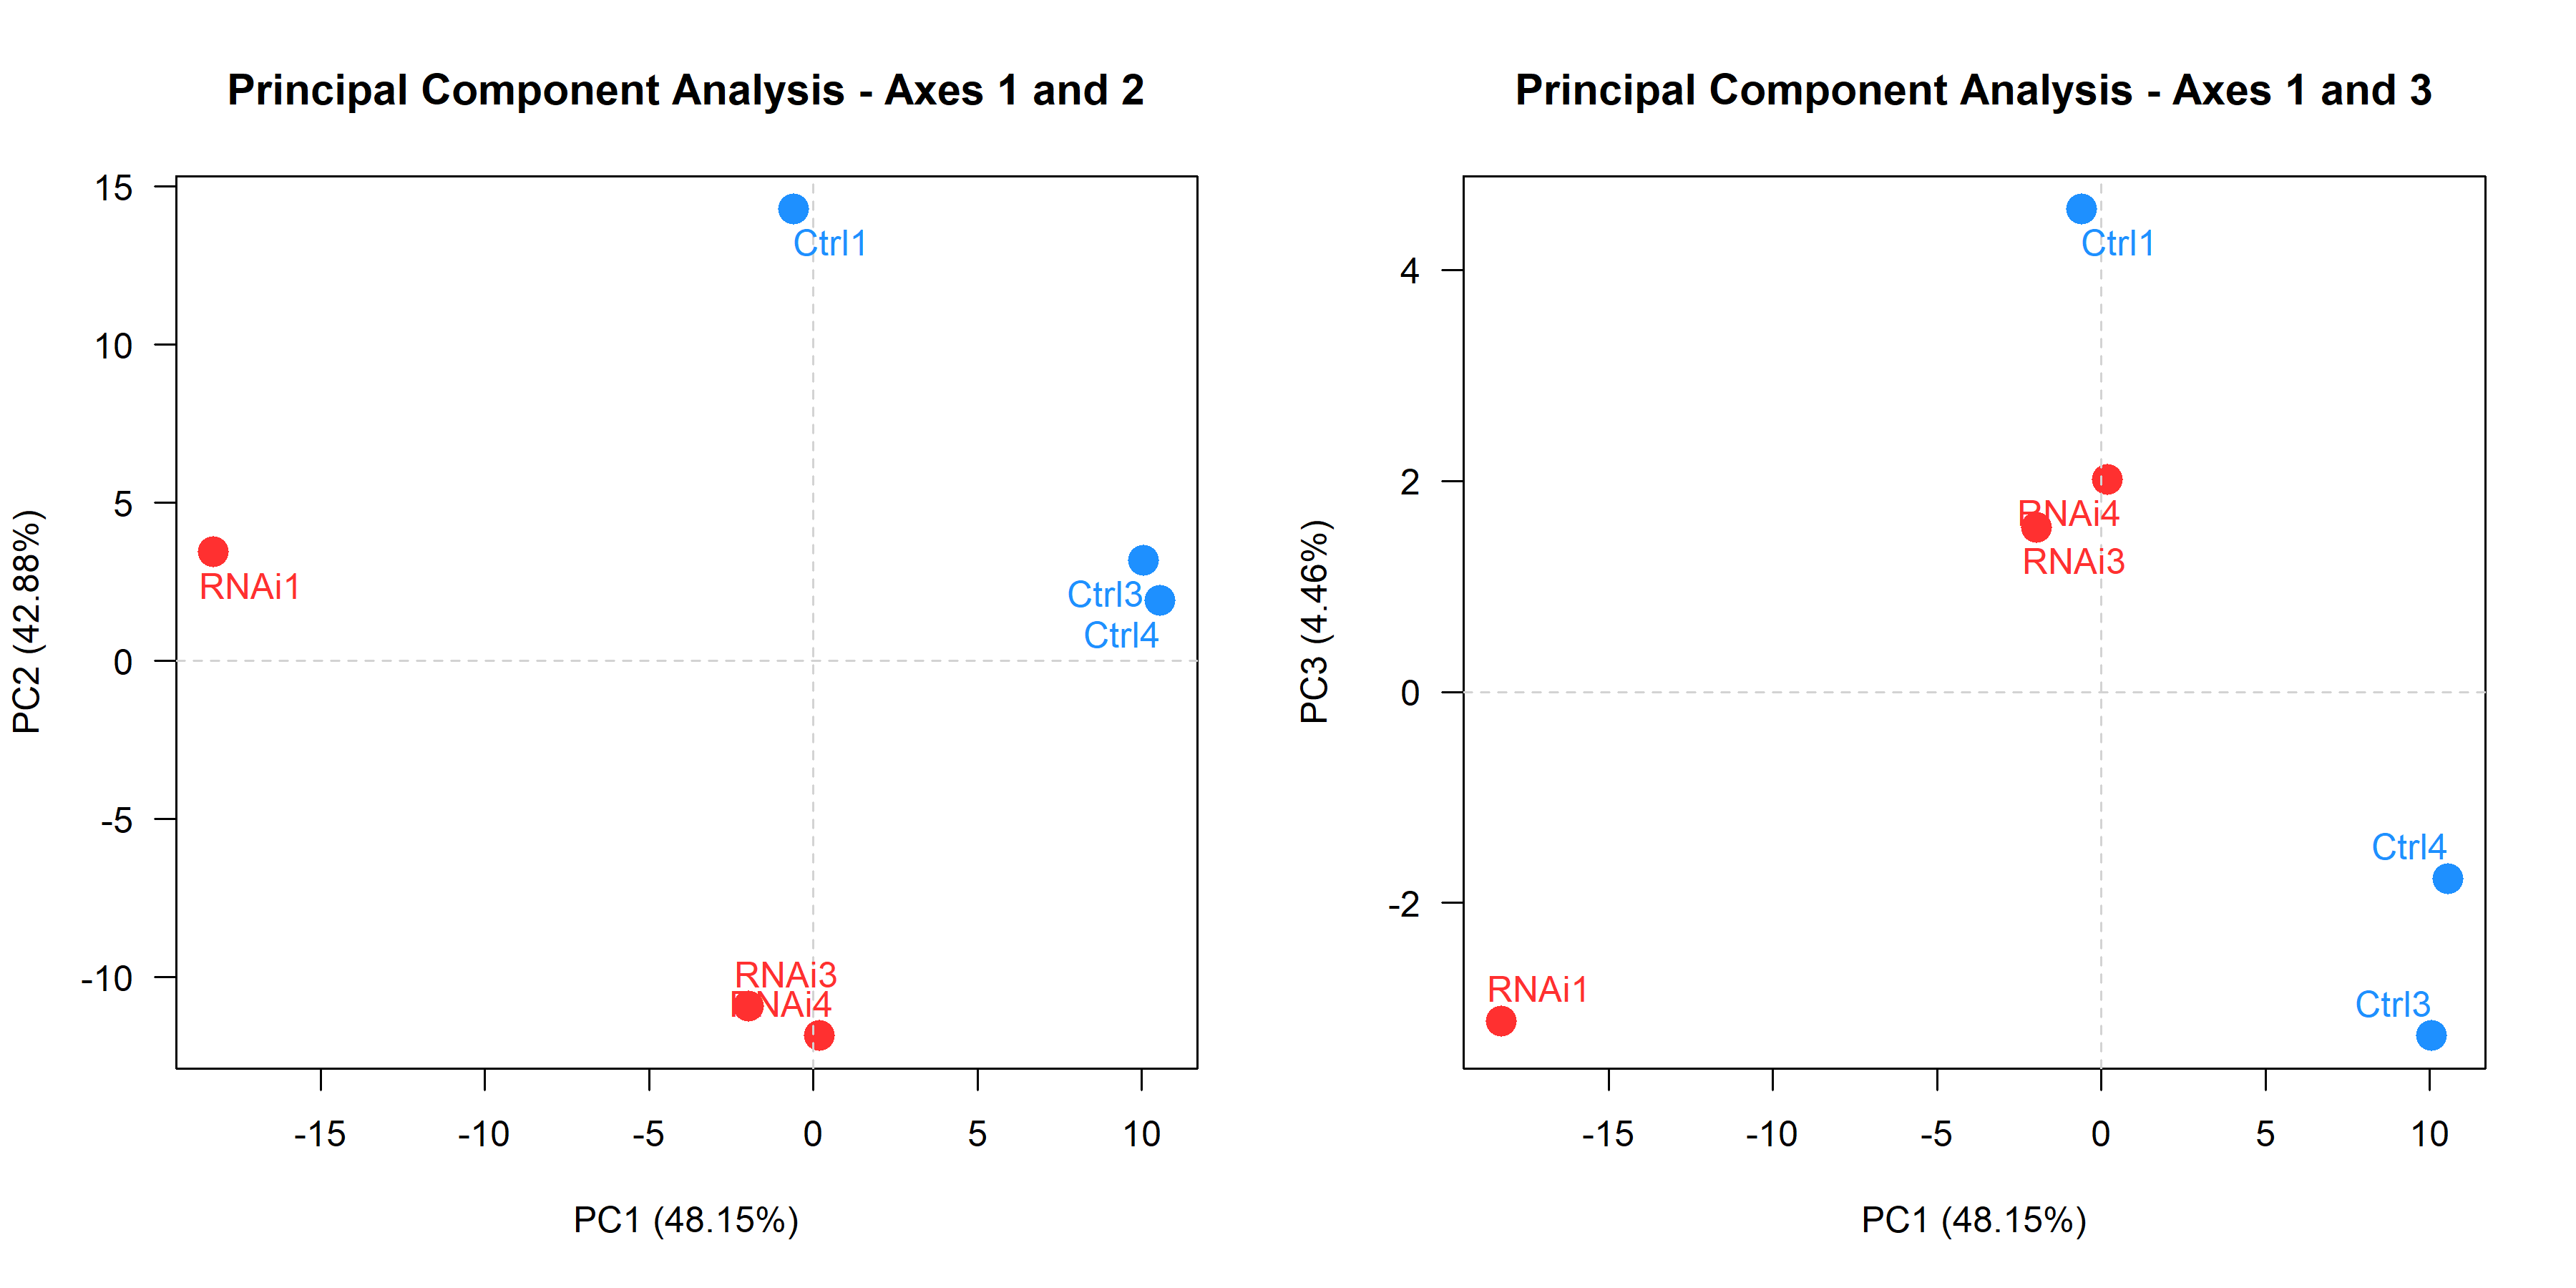 Principal Component Analysis - Axes 1 and 2
15
10
5
0
-5
-10
PC2 (42.88%)
Ctrl1
RNAi1
Ctrl3
Ctrl4
RNAi3
RNAi4
-15 -10 -5 0 5 10
PC1 (48.15%)
Principal Component Analysis - Axes 1 and 3
4
2
0
-2
PC3 (4.46%)
Ctrl1
RNAi4
RNAi3
Ctrl4
RNAi1
Ctrl3
-15 -10 -5 0 5 10
PC1 (48.15%)